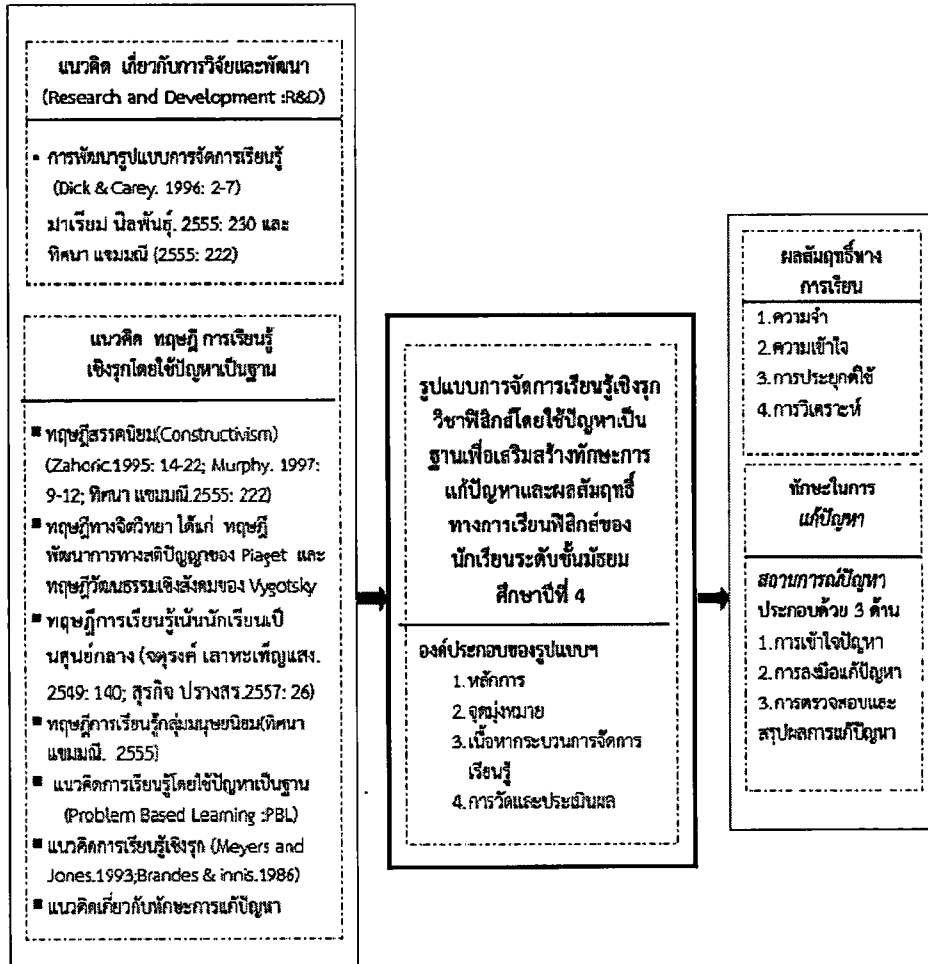 แนวคิด เกี่ยวกับการวิจัยและพัฒนา
(Research and Development :R&D)
▪ การพัฒนารูปแบบการจัดการเรียนรู้
(Dick & Carey. 1996: 2-7)
มาเรียม นิลพันธุ์. 2555: 230 และ
ทิศนา แขมมณี (2555: 222)
แนวคิด ทฤษฎี การเรียนรู้
เชิงรุกโดยใช้ปัญหาเป็นฐาน
■ ทฤษฎีสรรคนิยม(Constructivism)
(Zahoric.1995: 14-22; Murphy. 1997:
9-12; ทิศนา แขมมณี.2555: 222)
■ ทฤษฎีทางจิตวิทยา ได้แก่ ทฤษฎี
พัฒนาการทางสติปัญญาของ Piaget และ
ทฤษฎีวัฒนธรรมเชิงสังคมของ Vygotsky
■ ทฤษฎีการเรียนรู้เน้นนักเรียนเป็
นศูนย์กลาง (จตุรงค์ เลาหะเพ็ญแสง.
2549: 140; สุรกิจ ปรางสร.2557: 26)
■ ทฤษฎีการเรียนรู้กลุ่มมนุษยนิยม(ทิศนา
แขมมณี. 2555)
■ แนวคิดการเรียนรู้โดยใช้ปัญหาเป็นฐาน
(Problem Based Learning :PBL)
■ แนวคิดการเรียนรู้เชิงรุก (Meyers and
Jones.1993;Brandes & innis.1986)
■ แนวคิดเกี่ยวกับทักษะการแก้ปัญหา
รูปแบบการจัดการเรียนรู้เชิงรุก
วิชาฟิสิกส์โดยใช้ปัญหาเป็น
ฐานเพื่อเสริมสร้างทักษะการ
แก้ปัญหาและผลสัมฤทธิ์
ทางการเรียนฟิสิกส์ของ
นักเรียนระดับชั้นมัธยม
ศึกษาปีที่ 4
องค์ประกอบของรูปแบบฯ
1.หลักการ
2.จุดมุ่งหมาย
3.เนื้อหากระบวนการจัดการ
เรียนรู้
4.การวัดและประเมินผล
ผลสัมฤทธิ์ทาง
การเรียน
1.ความจำ
2.ความเข้าใจ
3.การประยุกต์ใช้
4.การวิเคราะห์
ทักษะในการ
แก้ปัญหา
สถานการณ์ปัญหา
ประกอบด้วย 3 ด้าน
1.การเข้าใจปัญหา
2.การลงมือแก้ปัญหา
3.การตรวจสอบและ
สรุปผลการแก้ปัญหา